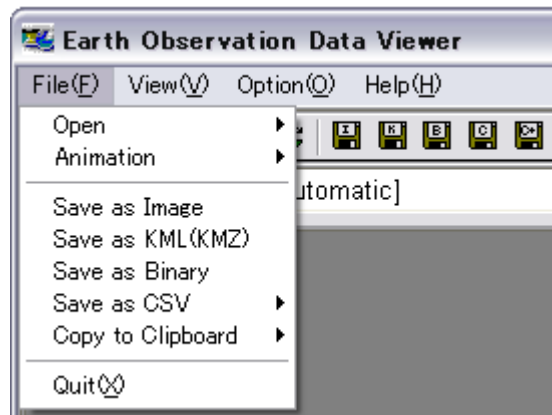 Earth Observation Data Viewer
File(F) View(V) Option(O) Help(H)
Open
Animation
I K B C C+
utomatic]
Save as Image
Save as KML(KMZ)
Save as Binary
Save as CSV
Copy to Clipboard
Quit(X)